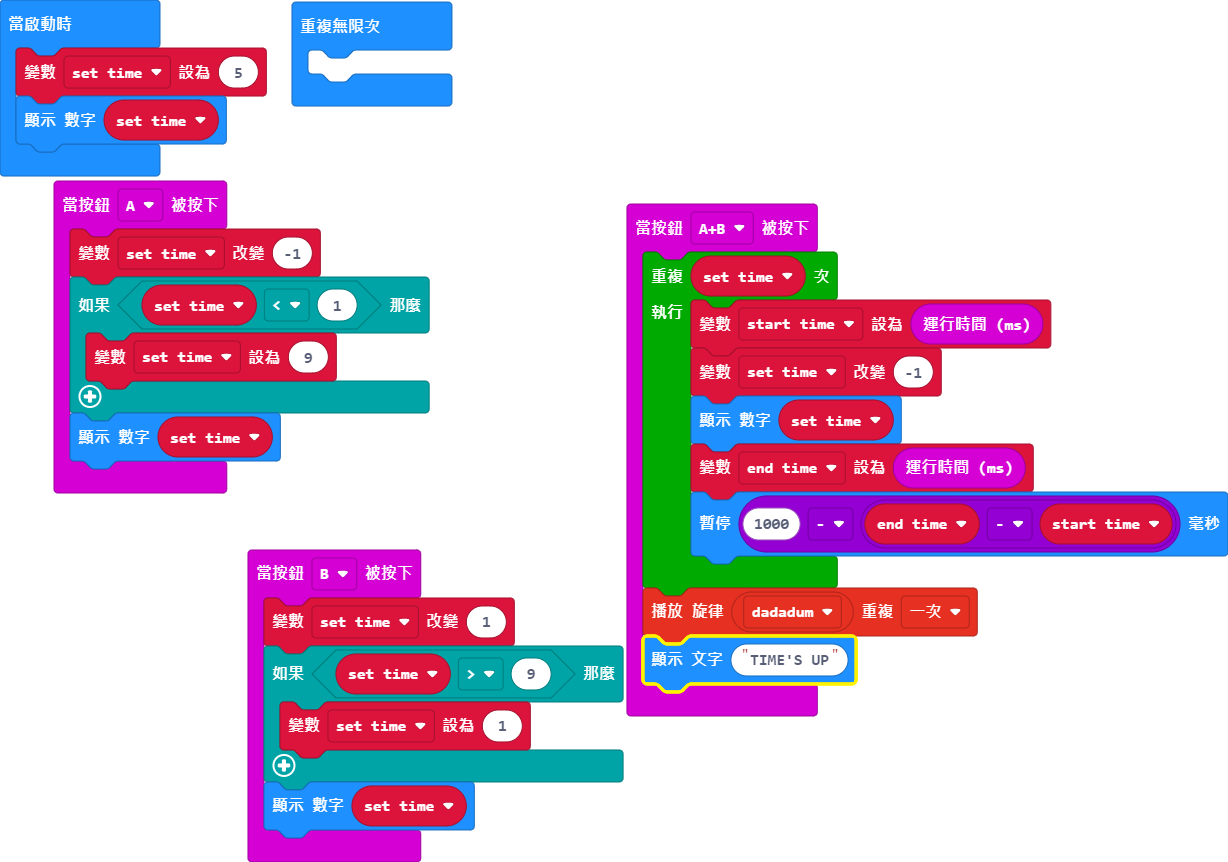 當啟動時
變數 set time 設為 5
顯示 數字 set time
重複無限次
當按鈕 A 被按下
變數 set time 改變 -1
如果 set time < 1 那麼
變數 set time 設為 9
顯示 數字 set time
當按鈕 B 被按下
變數 set time 改變 1
如果 set time > 9 那麼
變數 set time 設為 1
顯示 數字 set time
當按鈕 A+B 被按下
重複 set time 次
執行
變數 start time 設為 運行時間 (ms)
變數 set time 改變 -1
顯示 數字 set time
變數 end time 設為 運行時間 (ms)
暫停 1000 - end time - start time 毫秒
播放 旋律 dadadum 重複 一次
顯示 文字 "TIME'S UP"